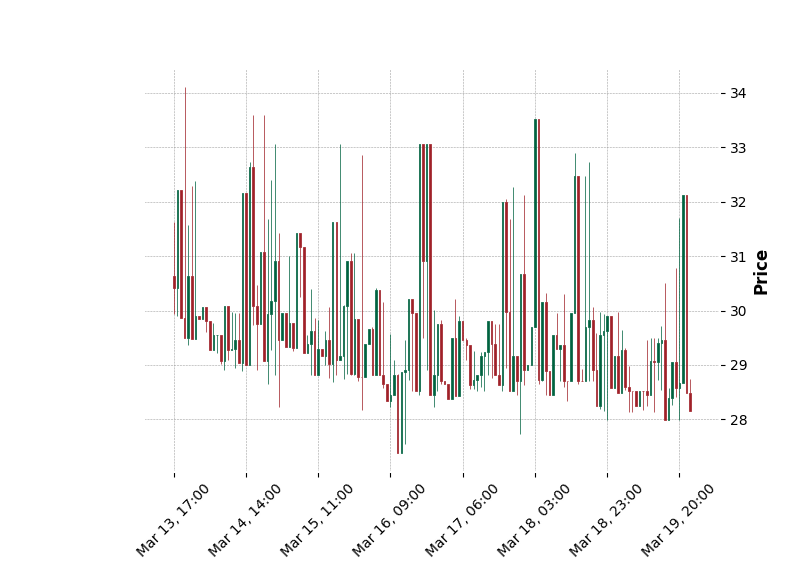 34
33
32
31
30
29
28
Price
Mar 13, 17:00
Mar 14, 14:00
Mar 15, 11:00
Mar 16, 09:00
Mar 17, 06:00
Mar 18, 03:00
Mar 18, 23:00
Mar 19, 20:00